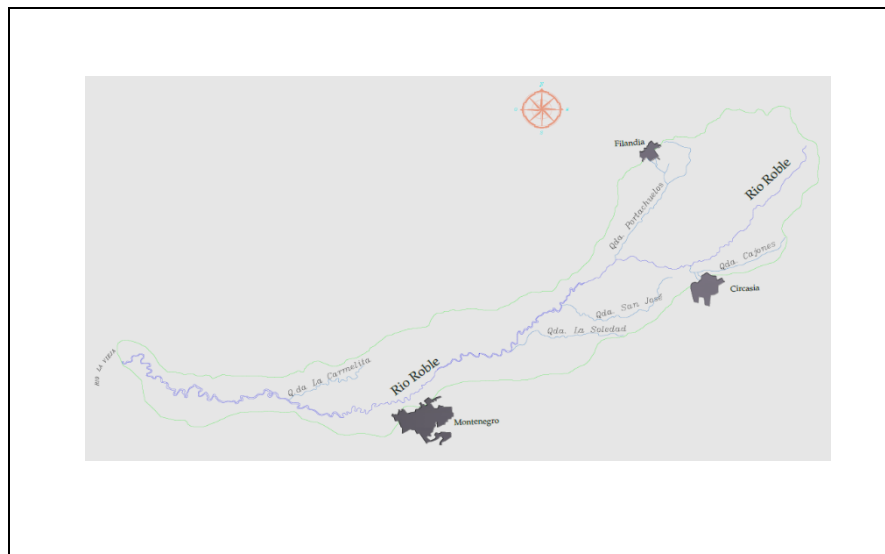 Filandia
Rio Roble
Qda. Portachuelos
Qda. Cajones
Circasia
Qda. San José
Qda. La Soledad
RIO LA VIEJA
Qda La Carmelita
Rio Roble
Montenegro